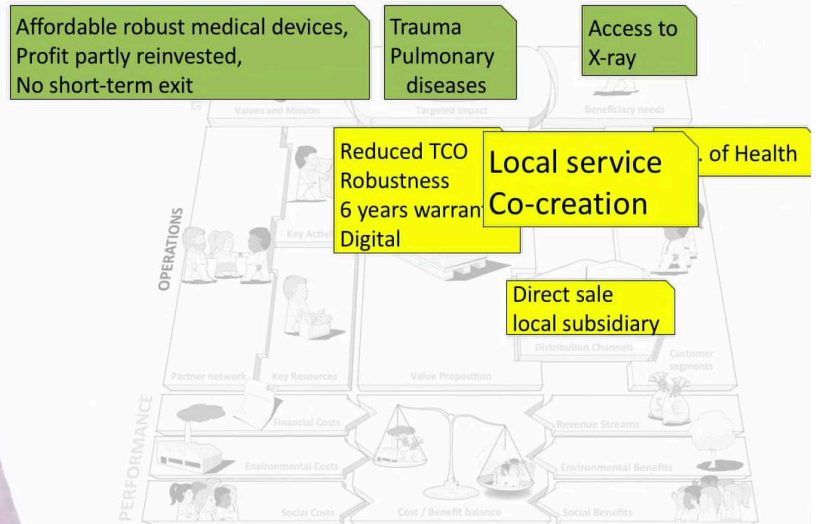 Affordable robust medical devices,
Profit partly reinvested,
No short-term exit
Trauma
Pulmonary
diseases
Access to
X-ray
Values and Mission
Targeted Impact
Beneficiary needs
Reduced TCO
Robustness
6 years warran
Digital
Local service
Co-creation
. of Health
OPERATIONS
Key Activi
Direct sale
local subsidiary
Distribution Channels
Customer
segments
Partner network
Key Resources
Value Proposition
PERFORMANCE
Financial Costs
Revenue Streams
Environmental Costs
Environmental Benefits
Social Costs
Cost / Benefit balance
Social Benefits